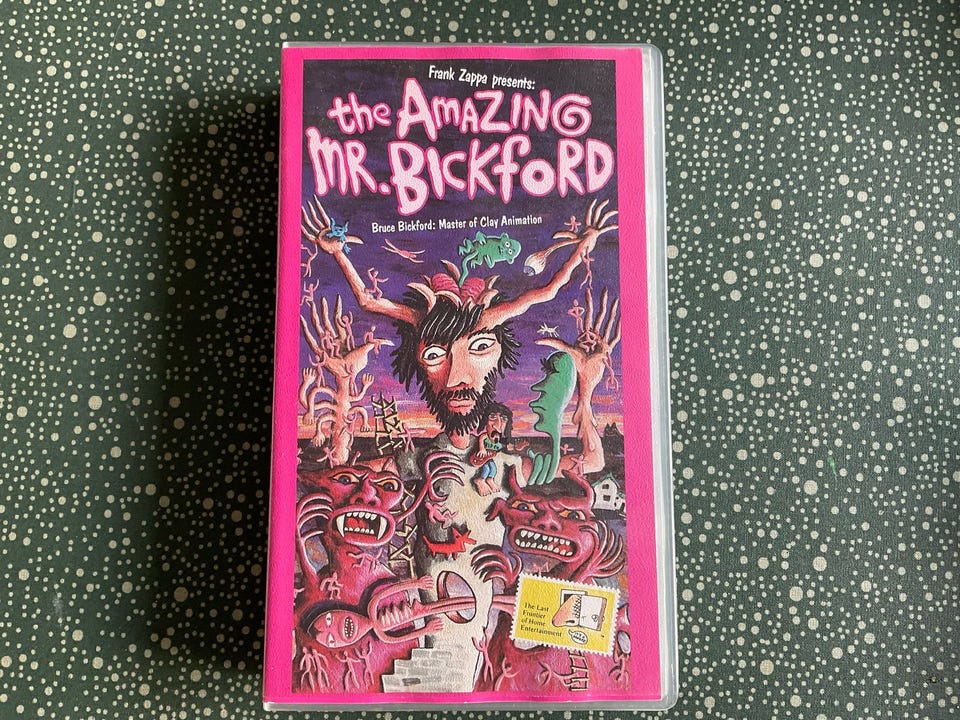 Frank Zappa presents:
the AmaZING
MR. BICKfoRD
Bruce Bickford: Master of Clay Animation
The Last
Frontier
of Home
Entertainment